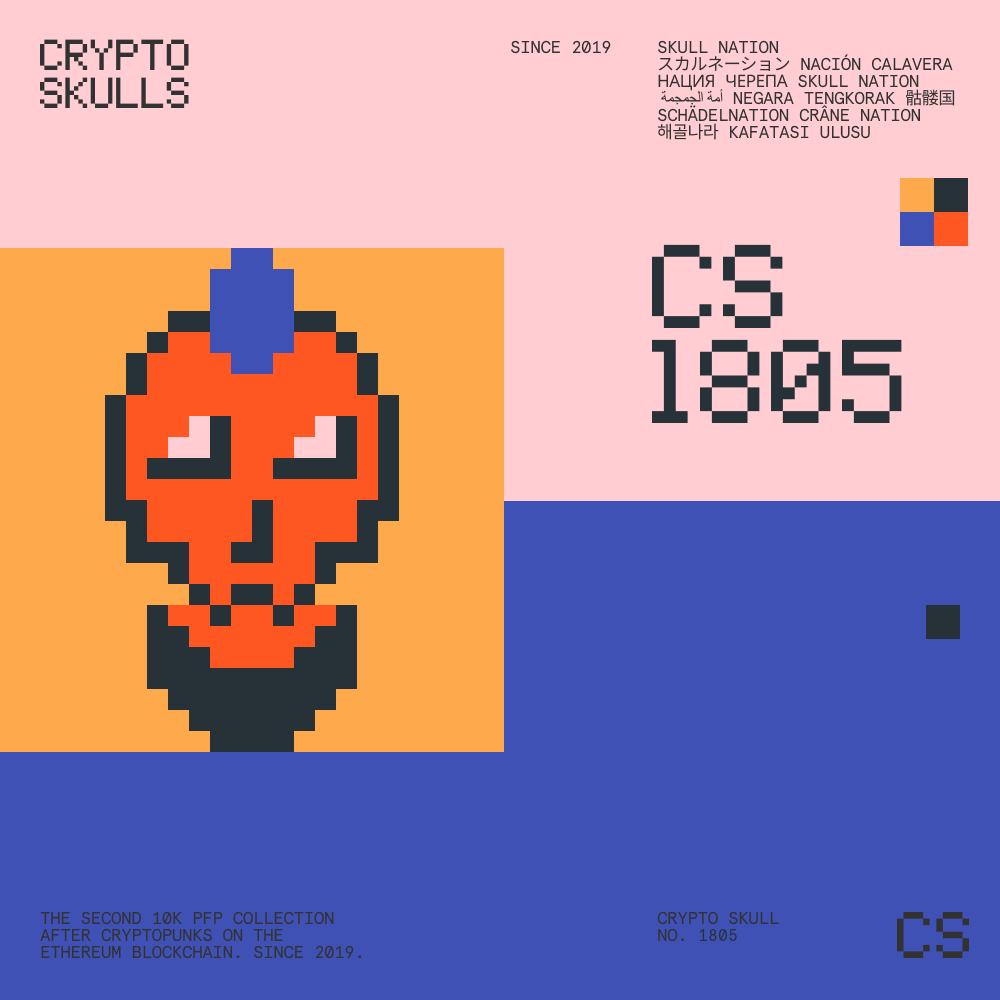 CRYPTO
SKULLS
SINCE 2019
SKULL NATION
スカルネーション NACIÓN CALAVERA
НАЦИЯ ЧЕРЕПА SKULL NATION
أمة الجمجمة NEGARA TENGKORAK 骷髅国
SCHÄDELNATION CRÂNE NATION
해골나라 KAFATASI ULUSU
CS
1805
THE SECOND 10K PFP COLLECTION
AFTER CRYPTOPUNKS ON THE
ETHEREUM BLOCKCHAIN. SINCE 2019.
CRYPTO SKULL
NO. 1805
CS